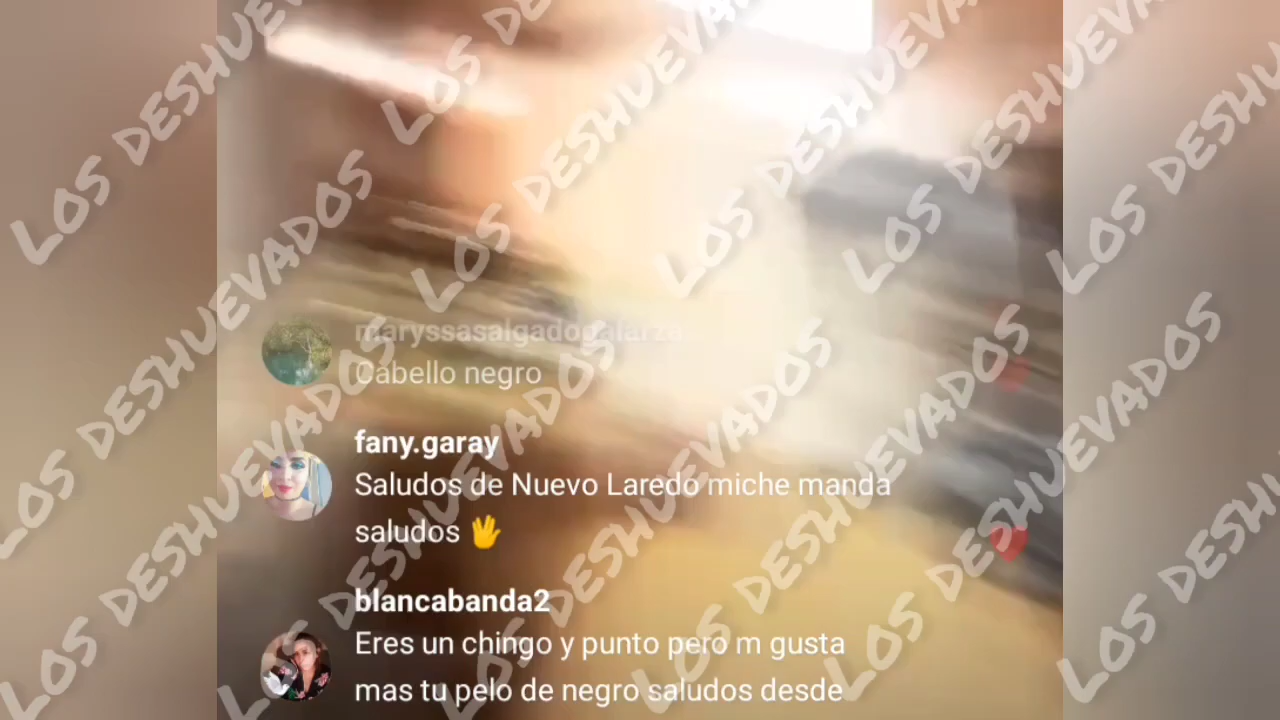 maryssasalgadogalarza
Cabello negro
fany.garay
Saludos de Nuevo Laredo miche manda
saludos 🖖
blancabanda2
Eres un chingo y punto pero m gusta
mas tu pelo de negro saludos desde
LOS DESHUEVADOS